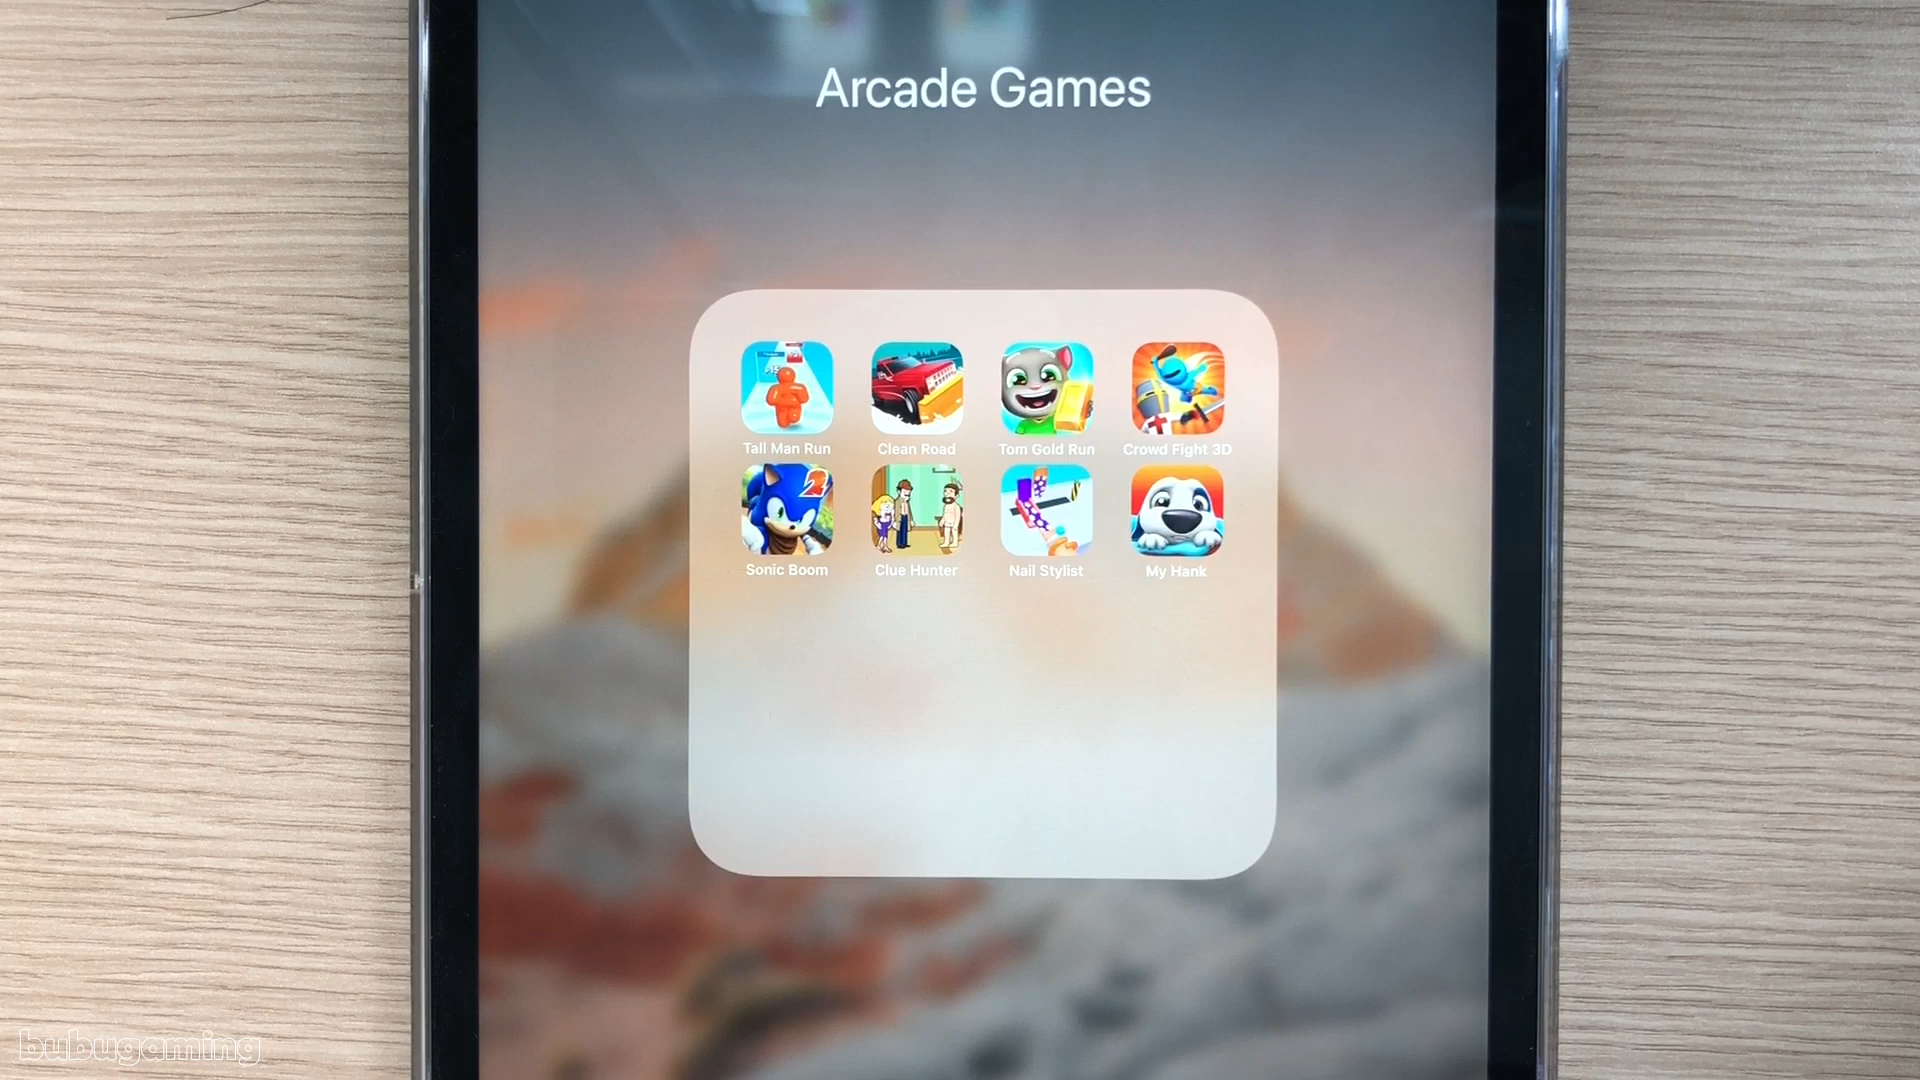 Arcade Games
Tall Man Run
Clean Road
Tom Gold Run
Crowd Fight 3D
2
Sonic Boom
Clue Hunter
Nail Stylist
My Hank
bubugaming